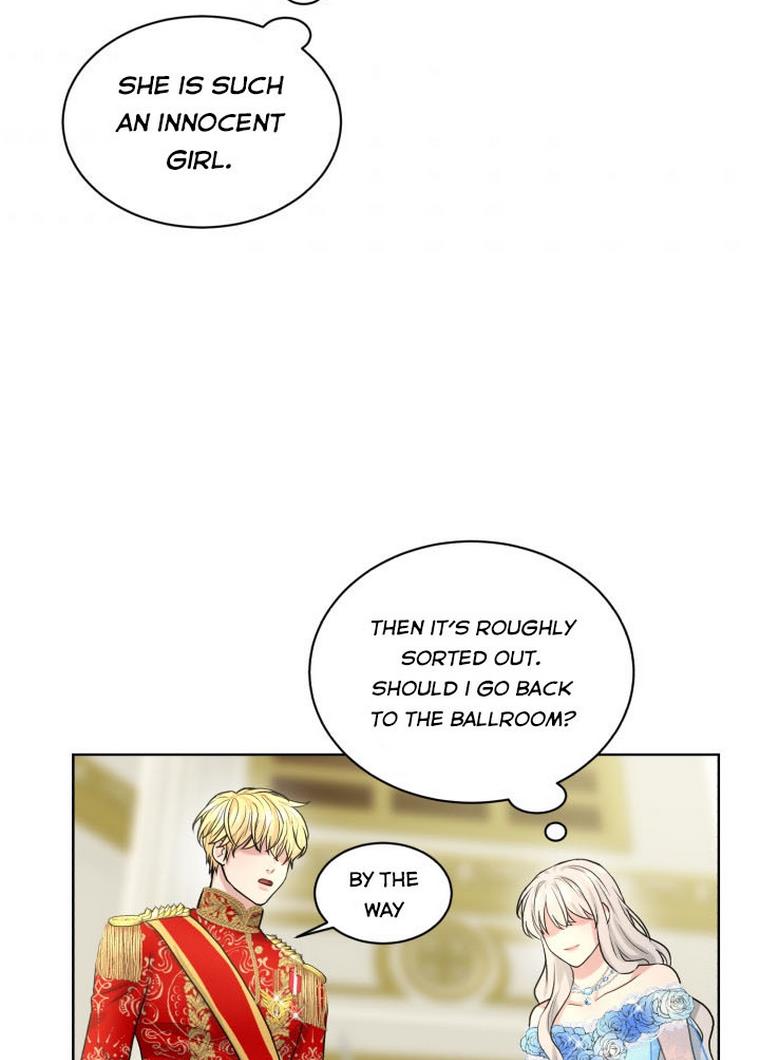 SHE IS SUCH
AN INNOCENT
GIRL.
THEN IT'S ROUGHLY
SORTED OUT.
SHOULD I GO BACK
TO THE BALLROOM?
BY THE
WAY